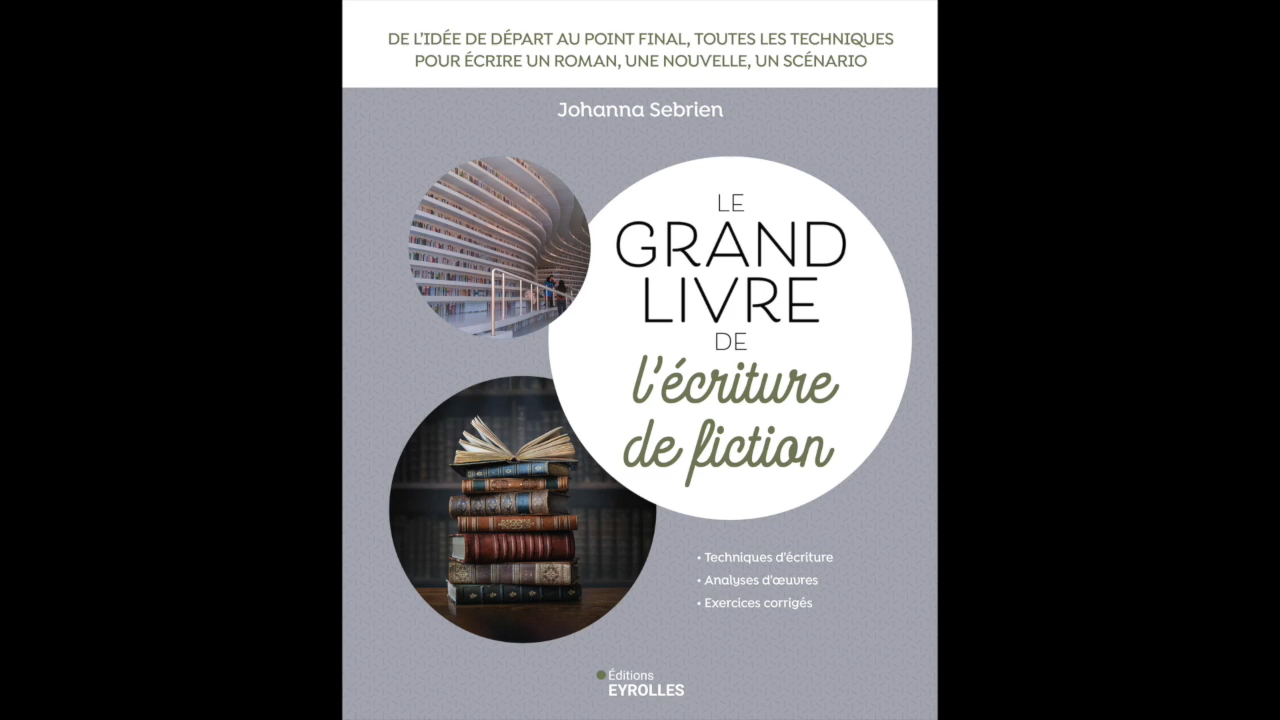 DE L'IDÉE DE DÉPART AU POINT FINAL, TOUTES LES TECHNIQUES
POUR ÉCRIRE UN ROMAN, UNE NOUVELLE, UN SCÉNARIO
Johanna Sebrien
LE
GRAND
LIVRE
DE
l'écriture
de fiction
• Techniques d'écriture
• Analyses d'œuvres
• Exercices corrigés
Éditions
EYROLLES